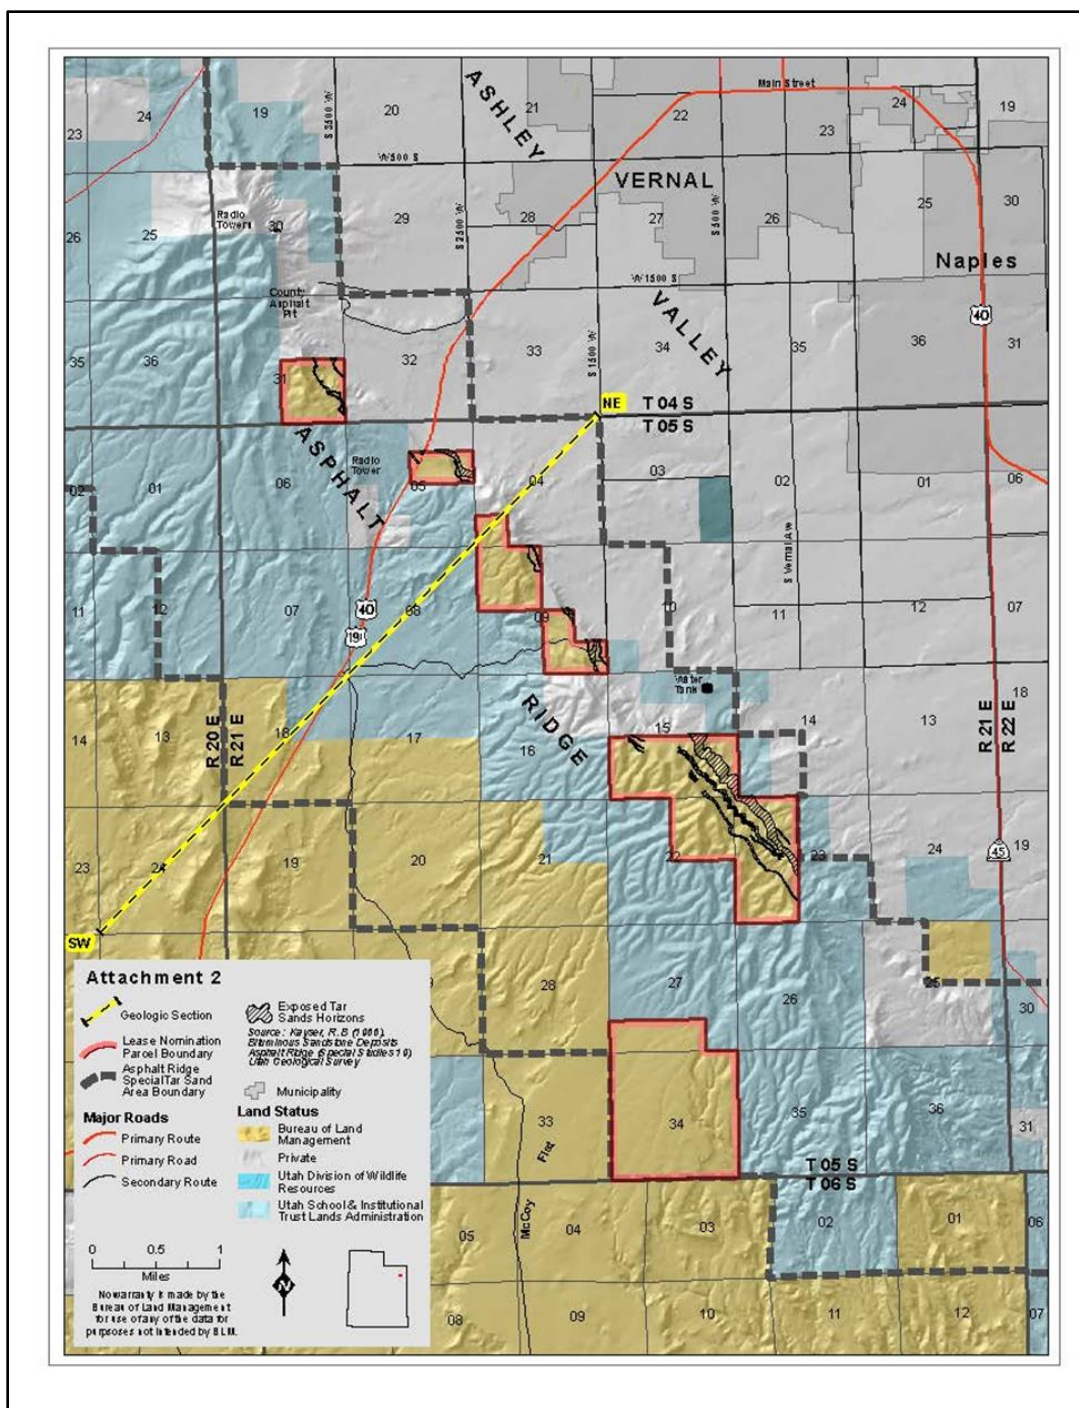 Main Street
ASHLEY
24
19
20
21
22
24
19
23
23
S 3500 W
W 500 S
VERNAL
30
25
Radio
Tower
30
29
28
27
26
25
26
S 2500 W
S 500 W
Naples
W 1500 S
County
Asphalt
Pit
VALLEY
40
35
36
31
32
33
S 1500 W
34
35
36
31
NE
T 04 S
T 05 S
ASPHALT
Radio
Tower
02
01
06
05
04
03
02
01
06
S Vernal Ave
11
12
07
40
191
08
09
10
11
12
07
Water
Tank
RIDGE
R 20 E
R 21 E
14
13
18
17
16
15
14
13
R 21 E
R 22 E
18
23
24
19
20
21
22
23
24
45
19
SW
28
27
26
25
30
Attachment 2
Geologic Section
Lease Nomination
Parcel Boundary
Asphalt Ridge
Special Tar Sand
Area Boundary
Major Roads
Primary Route
Primary Road
Secondary Route
Exposed Tar
Sands Horizons
Source : Kayser, R.B (1966),
Bituminous Sandstone Deposits
Asphalt Ridge (Special Studies 19)
Utah Geological Survey
Municipality
Land Status
Bureau of Land
Management
Private
Utah Division of Wildlife
Resources
Utah School & Institutional
Trust Lands Administration
0 0.5 1
Miles
N
No warranty is made by the
Bureau of Land Management
for use of any of the data for
purposes not intended by BLM.
33
34
35
36
31
Flat
McCoy
T 05 S
T 06 S
05
04
03
02
01
06
08
09
10
11
12
07